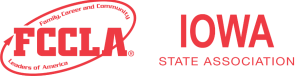 Family, Career and Community
FCCLA®
Leaders of America
IOWA
STATE ASSOCIATION